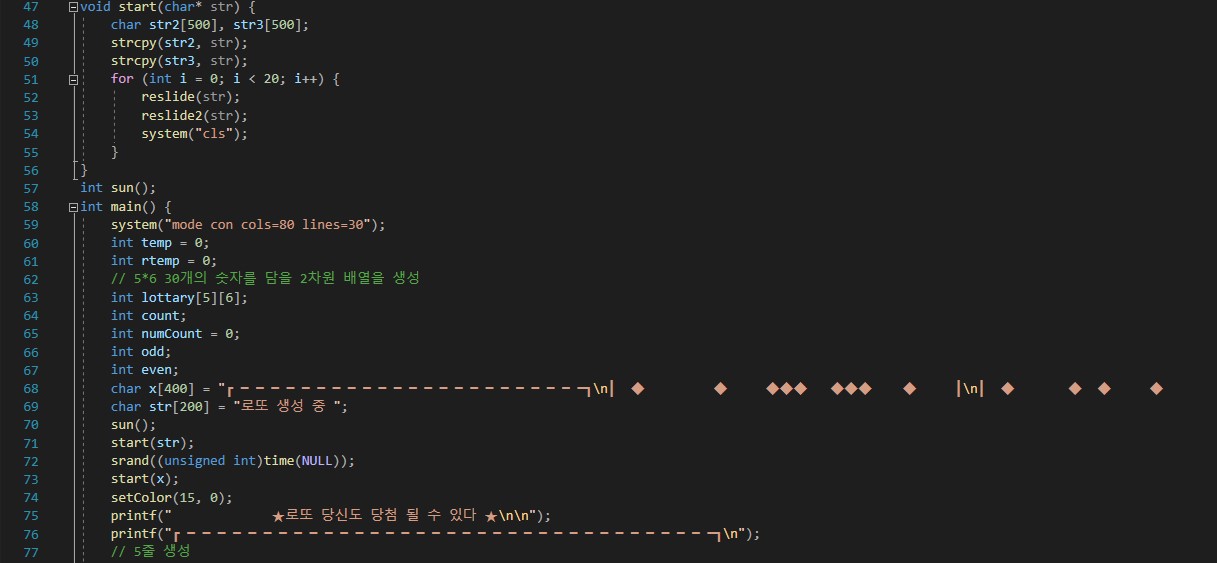 47 void start(char* str) {
48 char str2[500], str3[500];
49 strcpy(str2, str);
50 strcpy(str3, str);
51 for (int i = 0; i < 20; i++) {
52 reslide(str);
53 reslide2(str);
54 system("cls");
55 }
56 }
57 int sun();
58 int main() {
59 system("mode con cols=80 lines=30");
60 int temp = 0;
61 int rtemp = 0;
62 // 5*6 30개의 숫자를 담을 2차원 배열을 생성
63 int lottary[5][6];
64 int count;
65 int numCount = 0;
66 int odd;
67 int even;
68 char x[400] = "┏━━━━━━━━━━━━━━━━━━━━━━━━┓\n┃ ◆ ◆ ◆◆◆ ◆◆◆ ◆ ┃\n┃ ◆ ◆ ◆ ◆
69 char str[200] = "로또 생성 중 ";
70 sun();
71 start(str);
72 srand((unsigned int)time(NULL));
73 start(x);
74 setColor(15, 0);
75 printf(" ★로또 당신도 당첨 될 수 있다 ★\n\n");
76 printf("┏━━━━━━━━━━━━━━━━━━━━━━━━━━━━━━━━━━━━┓\n");
77 // 5줄 생성